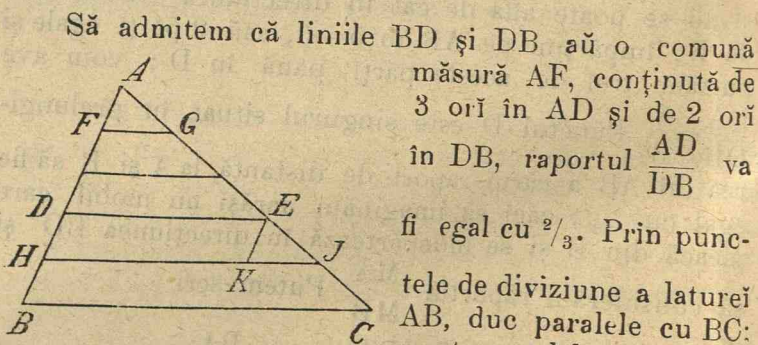 Să admitem că liniile BD și DB aŭ o comună
măsură AF, conținută de
3 orĭ în AD și de 2 orĭ
în DB, raportul AD/DB va
fi egal cu ²/₃. Prin punc-
tele de diviziune a latureĭ
AB, duc paralele cu BC:
A
F
G
D
E
H
K
J
B
C